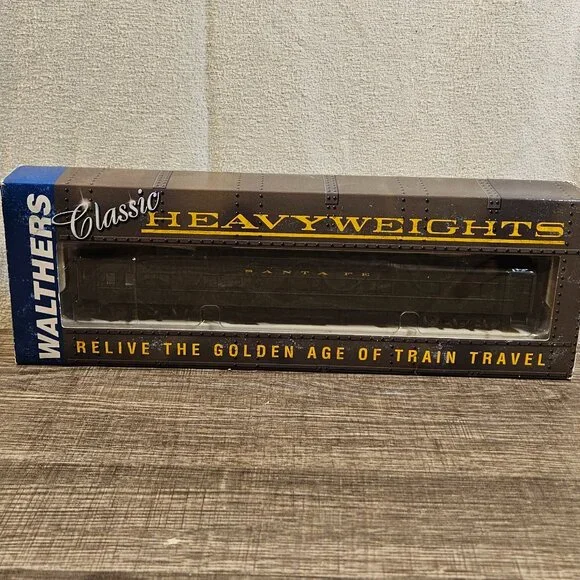 WALTHERS
Classic
HEAVYWEIGHTS
SANTA FE
RELIVE THE GOLDEN AGE OF TRAIN TRAVEL